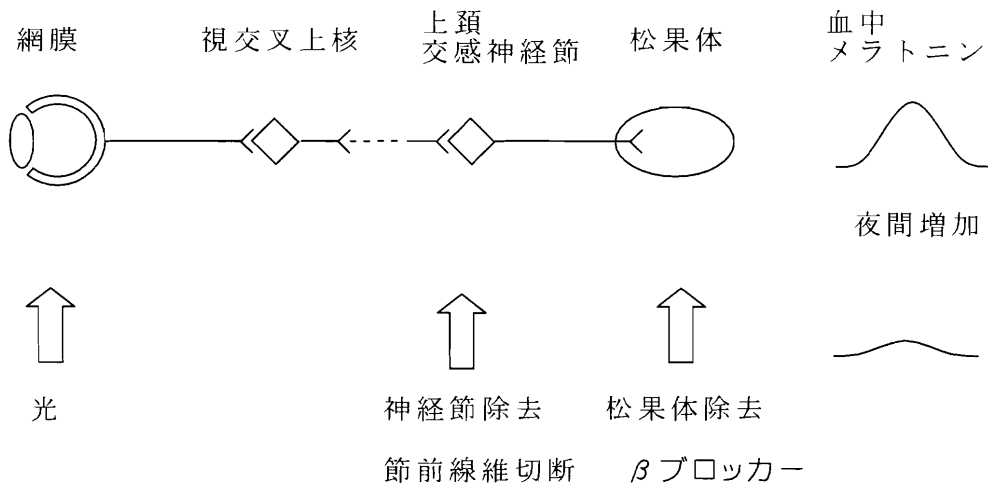 網膜
視交叉上核
上頚
交感神経節
松果体
血中
メラトニン
夜間増加
光
神経節除去
松果体除去
節前線維切断
βブロッカー